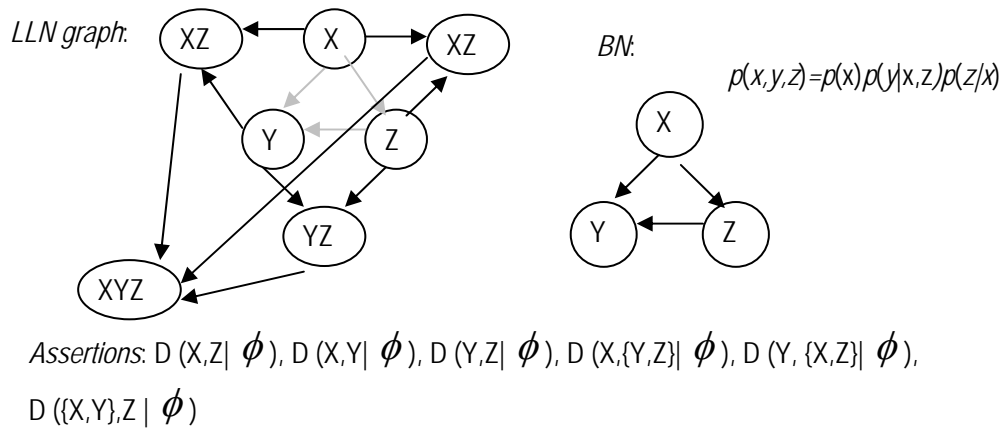 LLN graph:
XZ X XZ
BN:
p(x,y,z)=p(x)p(y|x,z)p(z/x)
X
Y Z
Y Z
YZ
XYZ
Assertions: D (X,Z| ϕ ), D (X,Y| ϕ ), D (Y,Z| ϕ ), D (X,{Y,Z}| ϕ ), D (Y, {X,Z}| ϕ ),
D ({X,Y},Z | ϕ )